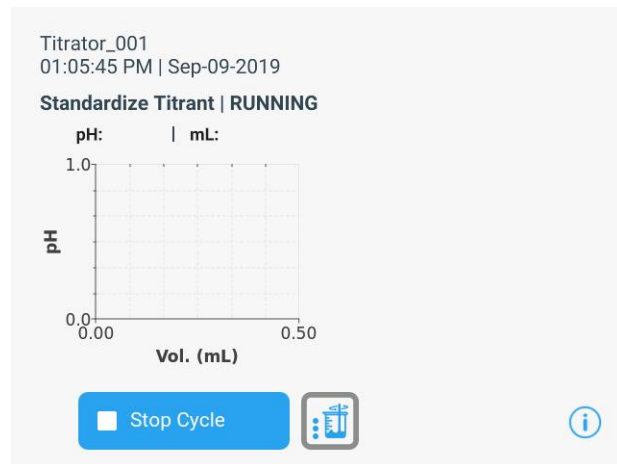 Titrator_001
01:05:45 PM | Sep-09-2019
Standardize Titrant | RUNNING
pH: | mL:
1.0
pH
0.0
0.00 0.50
Vol. (mL)
Stop Cycle
i